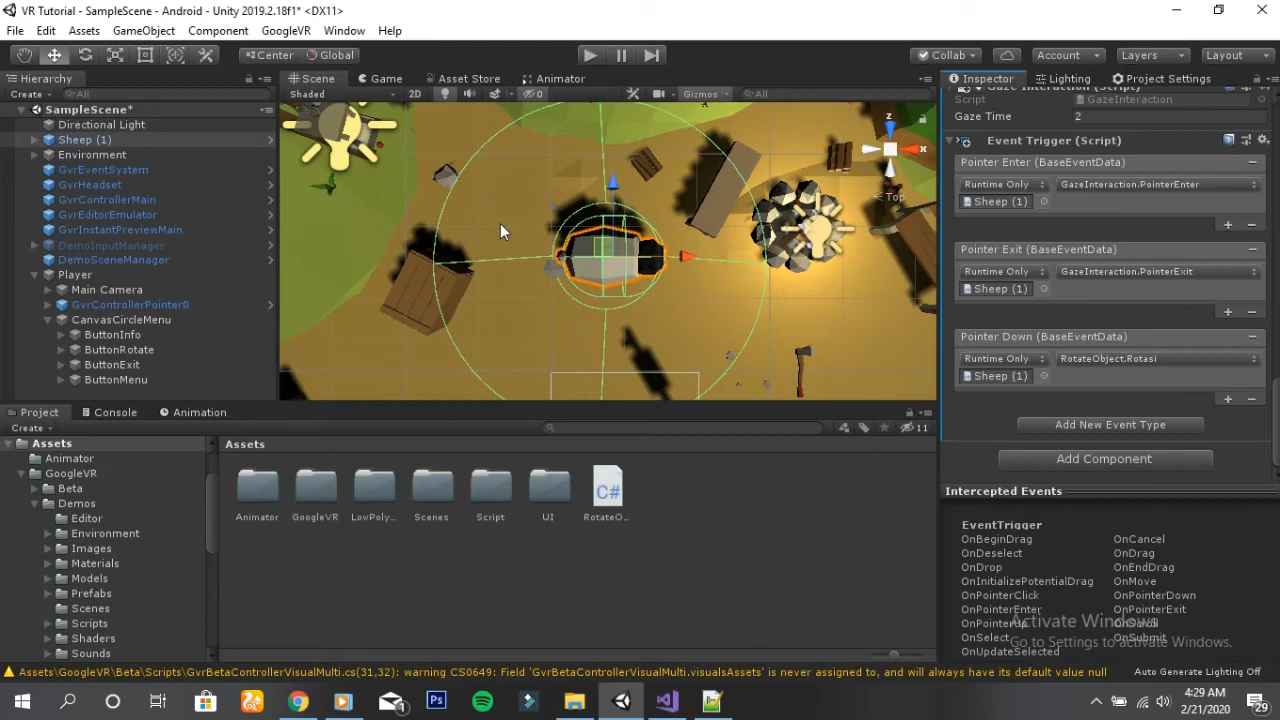 VR Tutorial - SampleScene - Android - Unity 2019.2.18f1* <DX11>
File Edit Assets GameObject Component GoogleVR Window Help
Center Global Collab Account Layers Layout
Hierarchy Scene Game Asset Store Animator Inspector Lighting Project Settings
Create All Shaded 2D 0 Gizmos All
Gaze Interaction (Script)
Script GazeInteraction
Gaze Time 2
SampleScene*
Directional Light
Sheep (1)
Environment
GvrEventSystem
GvrHeadset
GvrControllerMain
GvrEditorEmulator
GvrInstantPreviewMain
DemoInputManager
DemoSceneManager
Player
Main Camera
GvrControllerPointer0
CanvasCircleMenu
ButtonInfo
ButtonRotate
ButtonExit
ButtonMenu
z
x
Top
Event Trigger (Script)
Pointer Enter (BaseEventData)
Runtime Only GazeInteraction.PointerEnter
Sheep (1)
Pointer Exit (BaseEventData)
Runtime Only GazeInteraction.PointerExit
Sheep (1)
Pointer Down (BaseEventData)
Runtime Only RotateObject.Rotasi
Sheep (1)
Add New Event Type
Add Component
Project Console Animation
Create 11
Assets
Animator
GoogleVR
Beta
Demos
Editor
Environment
Images
Materials
Models
Prefabs
Scenes
Scripts
Shaders
Sounds
Assets
C#
Animator GoogleVR LowPoly... Scenes Script UI RotateO...
Intercepted Events
EventTrigger
OnBeginDrag OnCancel
OnDeselect OnDrag
OnDrop OnEndDrag
OnInitializePotentialDrag OnMove
OnPointerClick OnPointerDown
OnPointerEnter OnPointerExit
OnPointerUp OnScroll
OnSelect OnSubmit
OnUpdateSelected
Activate Windows
Go to Settings to activate Windows.
Assets\GoogleVR\Beta\Scripts\GvrBetaControllerVisualMulti.cs(31,32): warning CS0649: Field 'GvrBetaControllerVisualMulti.visualsAssets' is never assigned to, and will always have its default value null
Auto Generate Lighting Off
Ps
4:29 AM
2/21/2020
29